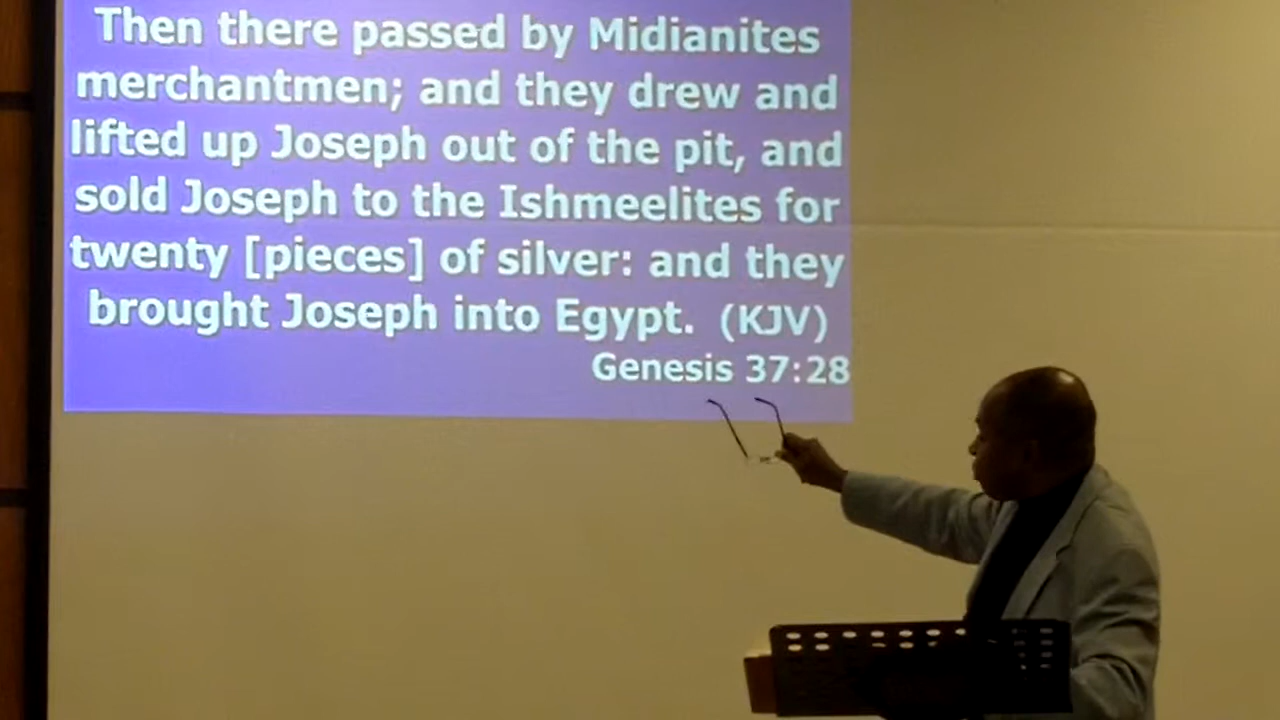 Then there passed by Midianites
merchantmen; and they drew and
lifted up Joseph out of the pit, and
sold Joseph to the Ishmeelites for
twenty [pieces] of silver: and they
brought Joseph into Egypt. (KJV)
Genesis 37:28